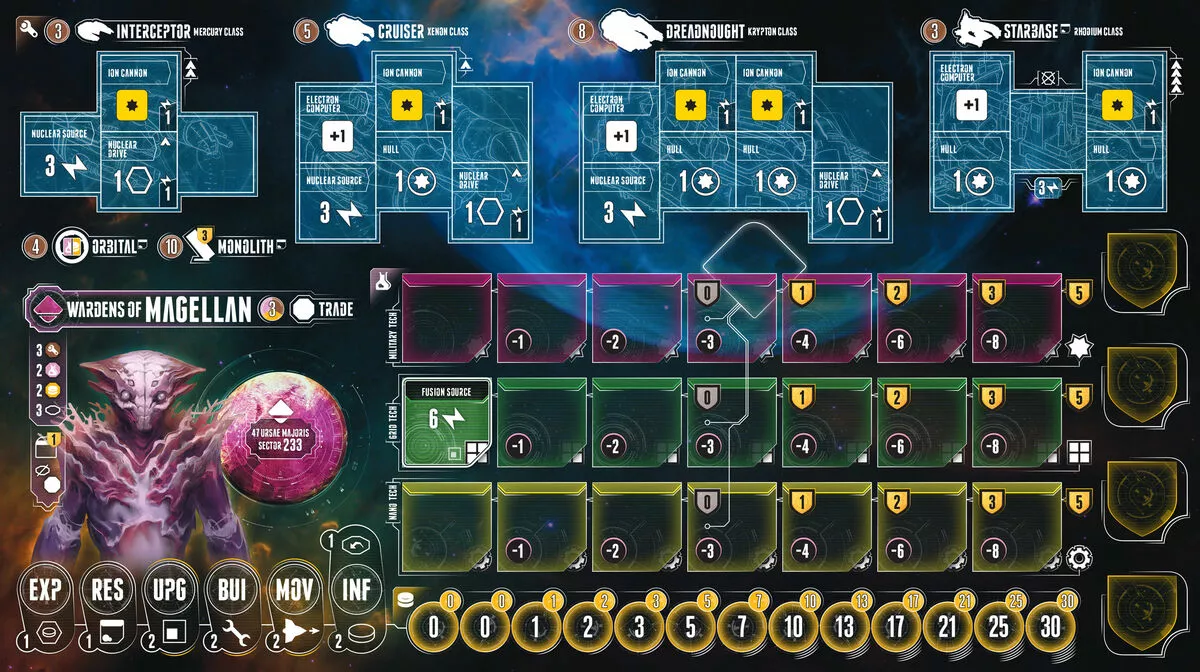 3 INTERCEPTOR MERCURY CLASS
ION CANNON
1
NUCLEAR SOURCE
3
NUCLEAR DRIVE
1
1
5 CRUISER XENON CLASS
ION CANNON
1
ELECTRON COMPUTER
+1
HULL
1
NUCLEAR SOURCE
3
NUCLEAR DRIVE
1
1
8 DREADNOUGHT KRYPTON CLASS
ION CANNON
1
ION CANNON
1
ELECTRON COMPUTER
+1
HULL
1
HULL
1
NUCLEAR SOURCE
3
NUCLEAR DRIVE
1
1
3 STARBASE RHODIUM CLASS
ELECTRON COMPUTER
+1
ION CANNON
1
HULL
1
HULL
1
3
4 ORBITAL
10 3 MONOLITH
WARDENS OF MAGELLAN 3 TRADE
3
2
2
3
1
47 URSAE MAJORIS
SECTOR 233
MILITARY TECH
0 1 2 3 5
-1 -2 -3 -4 -6 -8
GRID TECH
FUSION SOURCE
6
0 1 2 3 5
-1 -2 -3 -4 -6 -8
NANO TECH
0 1 2 3 5
-1 -2 -3 -4 -6 -8
1
EXP RES UPG BUI MOV INF
1 1 2 2 2 2
0 0 1 2 3 5 7 10 13 17 21 25 30
0 0 1 2 3 5 7 10 13 17 21 25 30